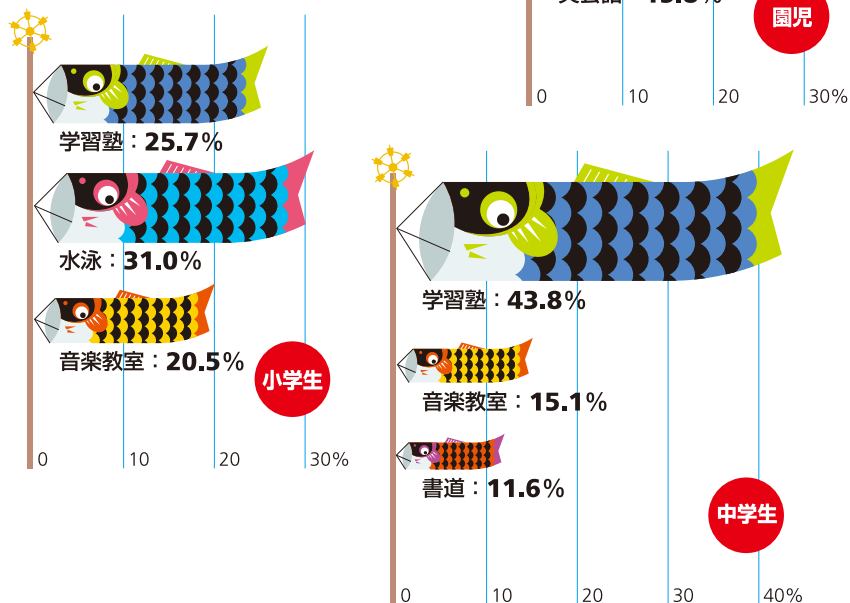 園児
0 10 20 30%
学習塾：25.7%
水泳：31.0%
音楽教室：20.5%
小学生
0 10 20 30%
学習塾：43.8%
音楽教室：15.1%
書道：11.6%
中学生
0 10 20 30 40%